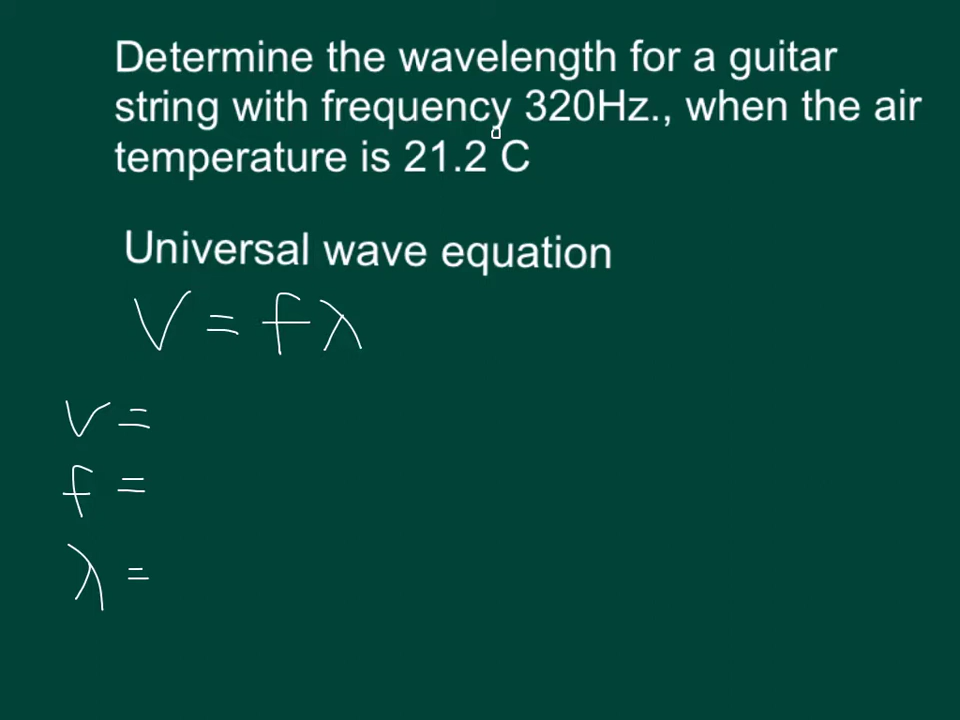 Determine the wavelength for a guitar
string with frequency 320Hz., when the air
temperature is 21.2°C
Universal wave equation
V = fλ
V =
f =
λ =